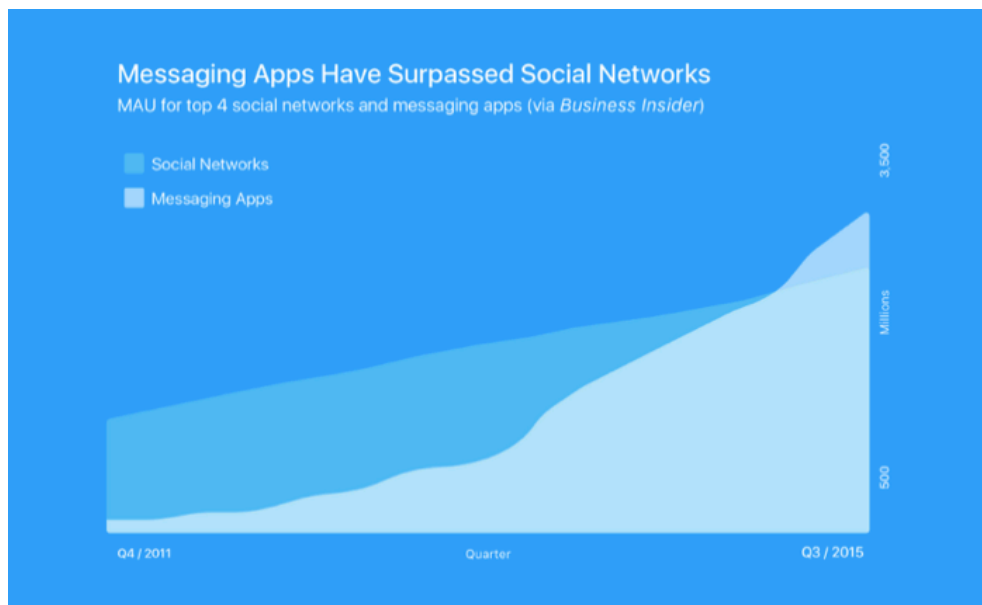 Messaging Apps Have Surpassed Social Networks
MAU for top 4 social networks and messaging apps (via Business Insider)
Social Networks
Messaging Apps
3,500
Millions
500
Q4 / 2011
Quarter
Q3 / 2015